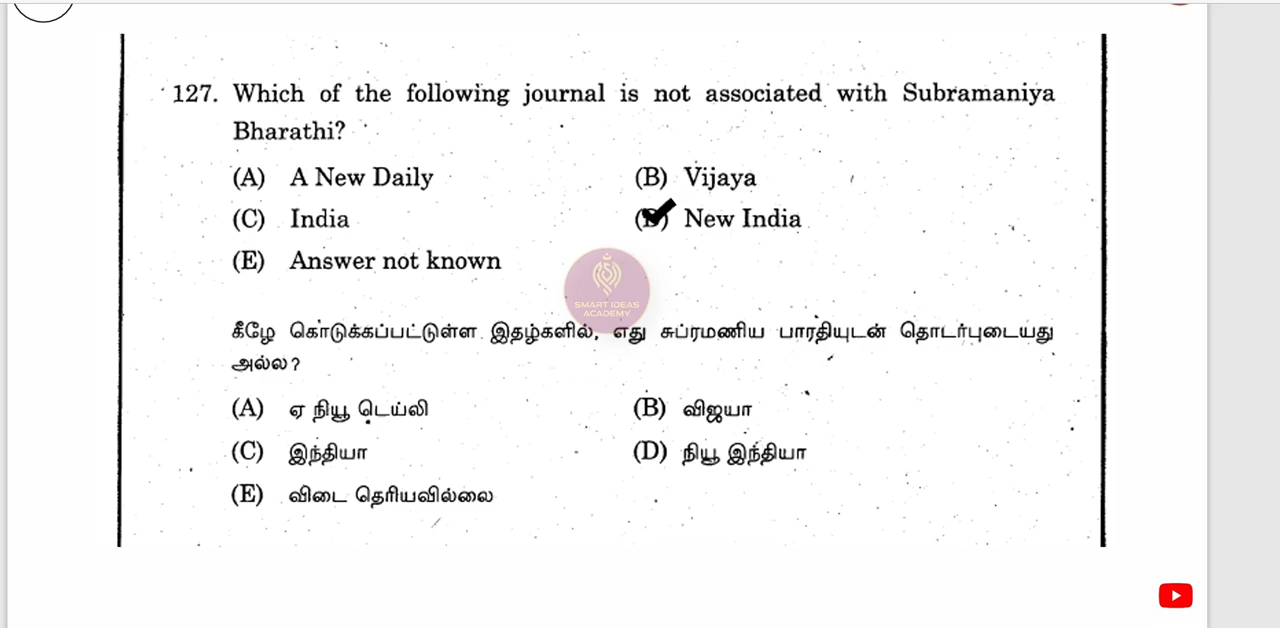 127. Which of the following journal is not associated with Subramaniya
Bharathi?
(A) A New Daily (B) Vijaya
(C) India (D) New India
(E) Answer not known
SMART IDEAS
ACADEMY
கீழே கொடுக்கப்பட்டுள்ள இதழ்களில், எது சுப்ரமணிய பாரதியுடன் தொடர்புடையது
அல்ல?
(A) ஏ நியூ டெய்லி (B) விஜயா
(C) இந்தியா (D) நியூ இந்தியா
(E) விடை தெரியவில்லை